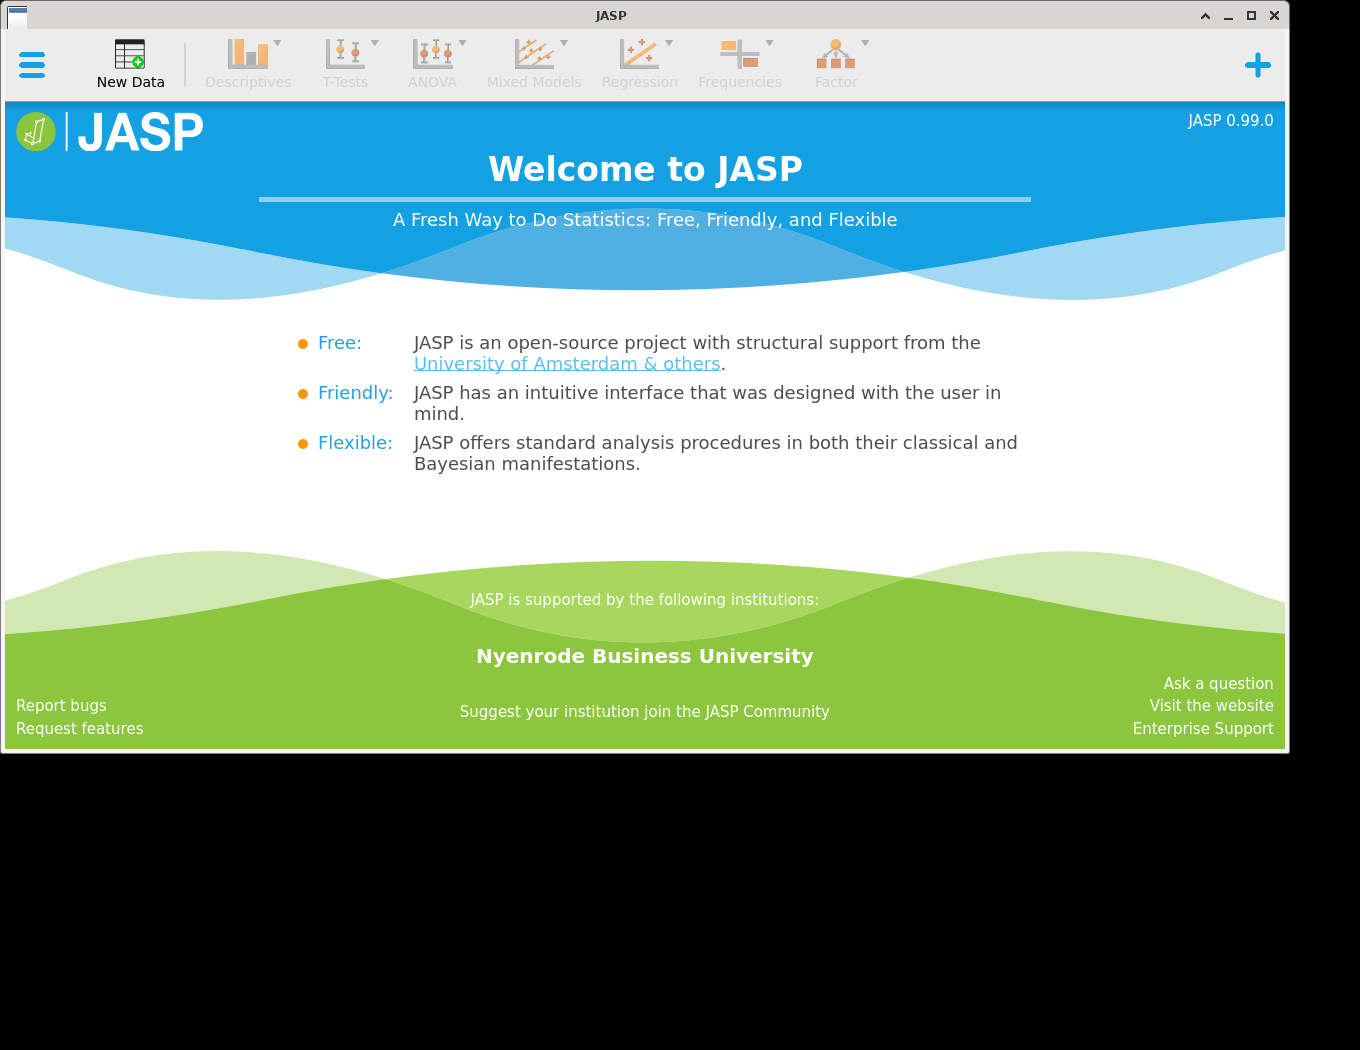 JASP
New Data
Descriptives
T-Tests
ANOVA
Mixed Models
Regression
Frequencies
Factor
JASP
JASP 0.99.0
Welcome to JASP
A Fresh Way to Do Statistics: Free, Friendly, and Flexible
Free: JASP is an open-source project with structural support from the
University of Amsterdam & others.
Friendly: JASP has an intuitive interface that was designed with the user in
mind.
Flexible: JASP offers standard analysis procedures in both their classical and
Bayesian manifestations.
JASP is supported by the following institutions:
Nyenrode Business University
Suggest your institution join the JASP Community
Report bugs
Request features
Ask a question
Visit the website
Enterprise Support